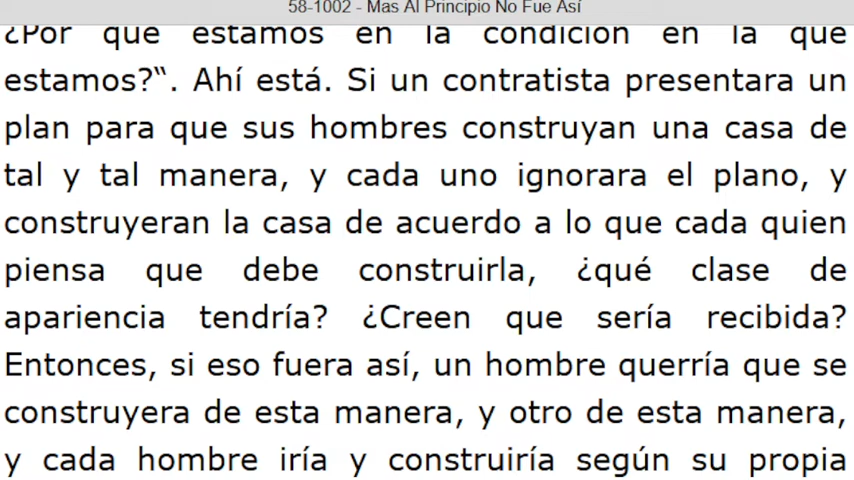 58-1002 - Mas Al Principio No Fue Así
¿Por qué estamos en la condición en la que
estamos?“. Ahí está. Si un contratista presentara un
plan para que sus hombres construyan una casa de
tal y tal manera, y cada uno ignorara el plano, y
construyeran la casa de acuerdo a lo que cada quien
piensa que debe construirla, ¿qué clase de
apariencia tendría? ¿Creen que sería recibida?
Entonces, si eso fuera así, un hombre querría que se
construyera de esta manera, y otro de esta manera,
y cada hombre iría y construiría según su propia